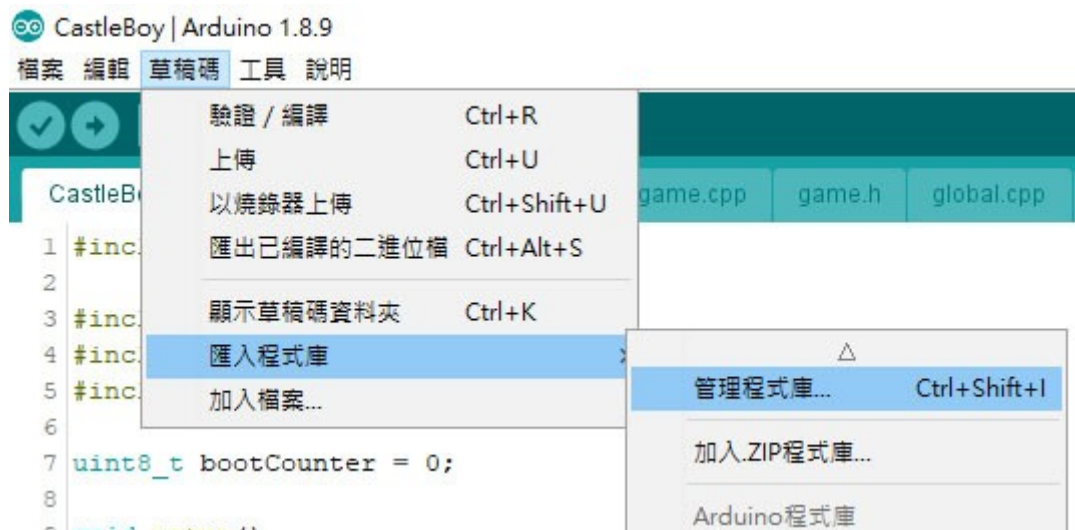 CastleBoy | Arduino 1.8.9
檔案 編輯 草稿碼 工具 說明
驗證 / 編譯 Ctrl+R
上傳 Ctrl+U
以燒錄器上傳 Ctrl+Shift+U
匯出已編譯的二進位檔 Ctrl+Alt+S
顯示草稿碼資料夾 Ctrl+K
匯入程式庫
加入檔案...
管理程式庫... Ctrl+Shift+I
加入.ZIP程式庫...
Arduino程式庫
CastleB game.cpp game.h global.cpp
1 #inc
2
3 #inc
4 #inc
5 #inc
6
7 uint8_t bootCounter = 0;
8